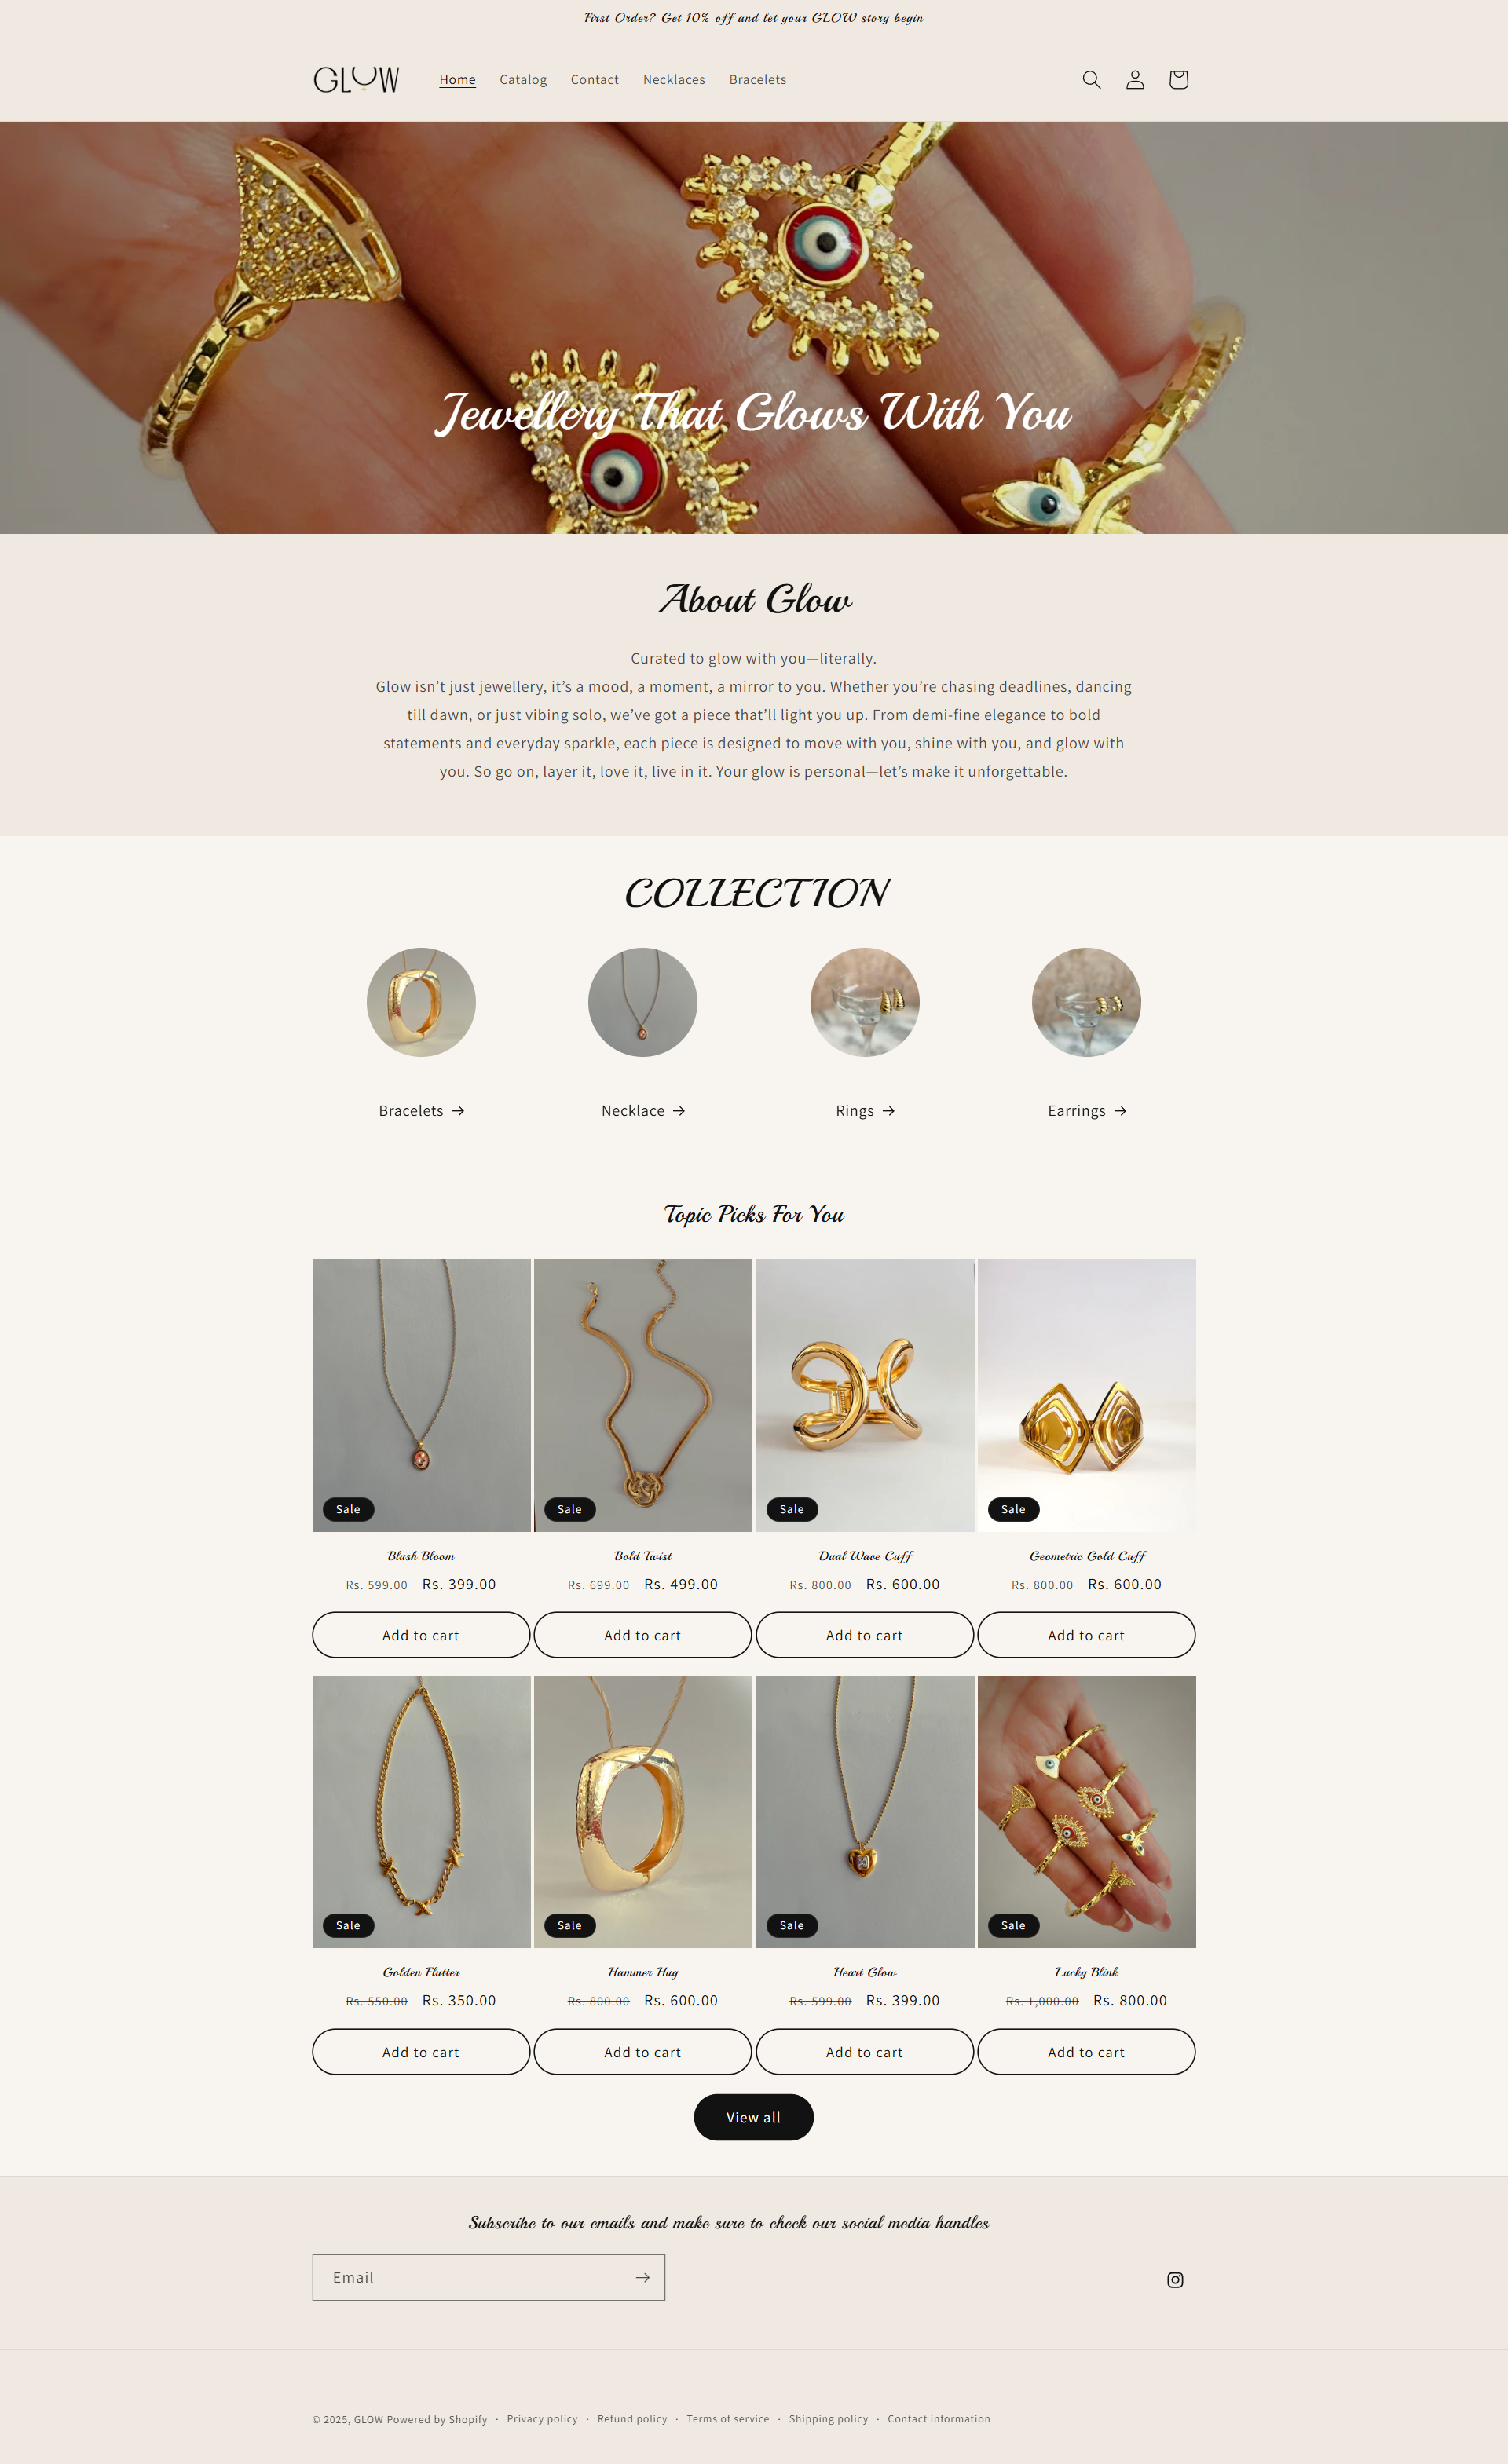 First Order? Get 10% off and let your GLOW story begin
GLOW
Home Catalog Contact Necklaces Bracelets
Jewellery That Glows With You
About Glow
Curated to glow with you—literally.
Glow isn’t just jewellery, it’s a mood, a moment, a mirror to you. Whether you’re chasing deadlines, dancing
till dawn, or just vibing solo, we’ve got a piece that’ll light you up. From demi-fine elegance to bold
statements and everyday sparkle, each piece is designed to move with you, shine with you, and glow with
you. So go on, layer it, love it, live in it. Your glow is personal—let’s make it unforgettable.
COLLECTION
Bracelets → Necklace → Rings → Earrings →
Topic Picks For You
Sale Sale Sale Sale
Blush Bloom Bold Twist Dual Wave Cuff Geometric Gold Cuff
Rs. 599.00 Rs. 399.00 Rs. 699.00 Rs. 499.00 Rs. 800.00 Rs. 600.00 Rs. 800.00 Rs. 600.00
Add to cart Add to cart Add to cart Add to cart
Sale Sale Sale Sale
Golden Flutter Hammer Hug Heart Glow Lucky Blink
Rs. 550.00 Rs. 350.00 Rs. 800.00 Rs. 600.00 Rs. 599.00 Rs. 399.00 Rs. 1,000.00 Rs. 800.00
Add to cart Add to cart Add to cart Add to cart
View all
Subscribe to our emails and make sure to check our social media handles
Email →
© 2025, GLOW Powered by Shopify · Privacy policy · Refund policy · Terms of service · Shipping policy · Contact information